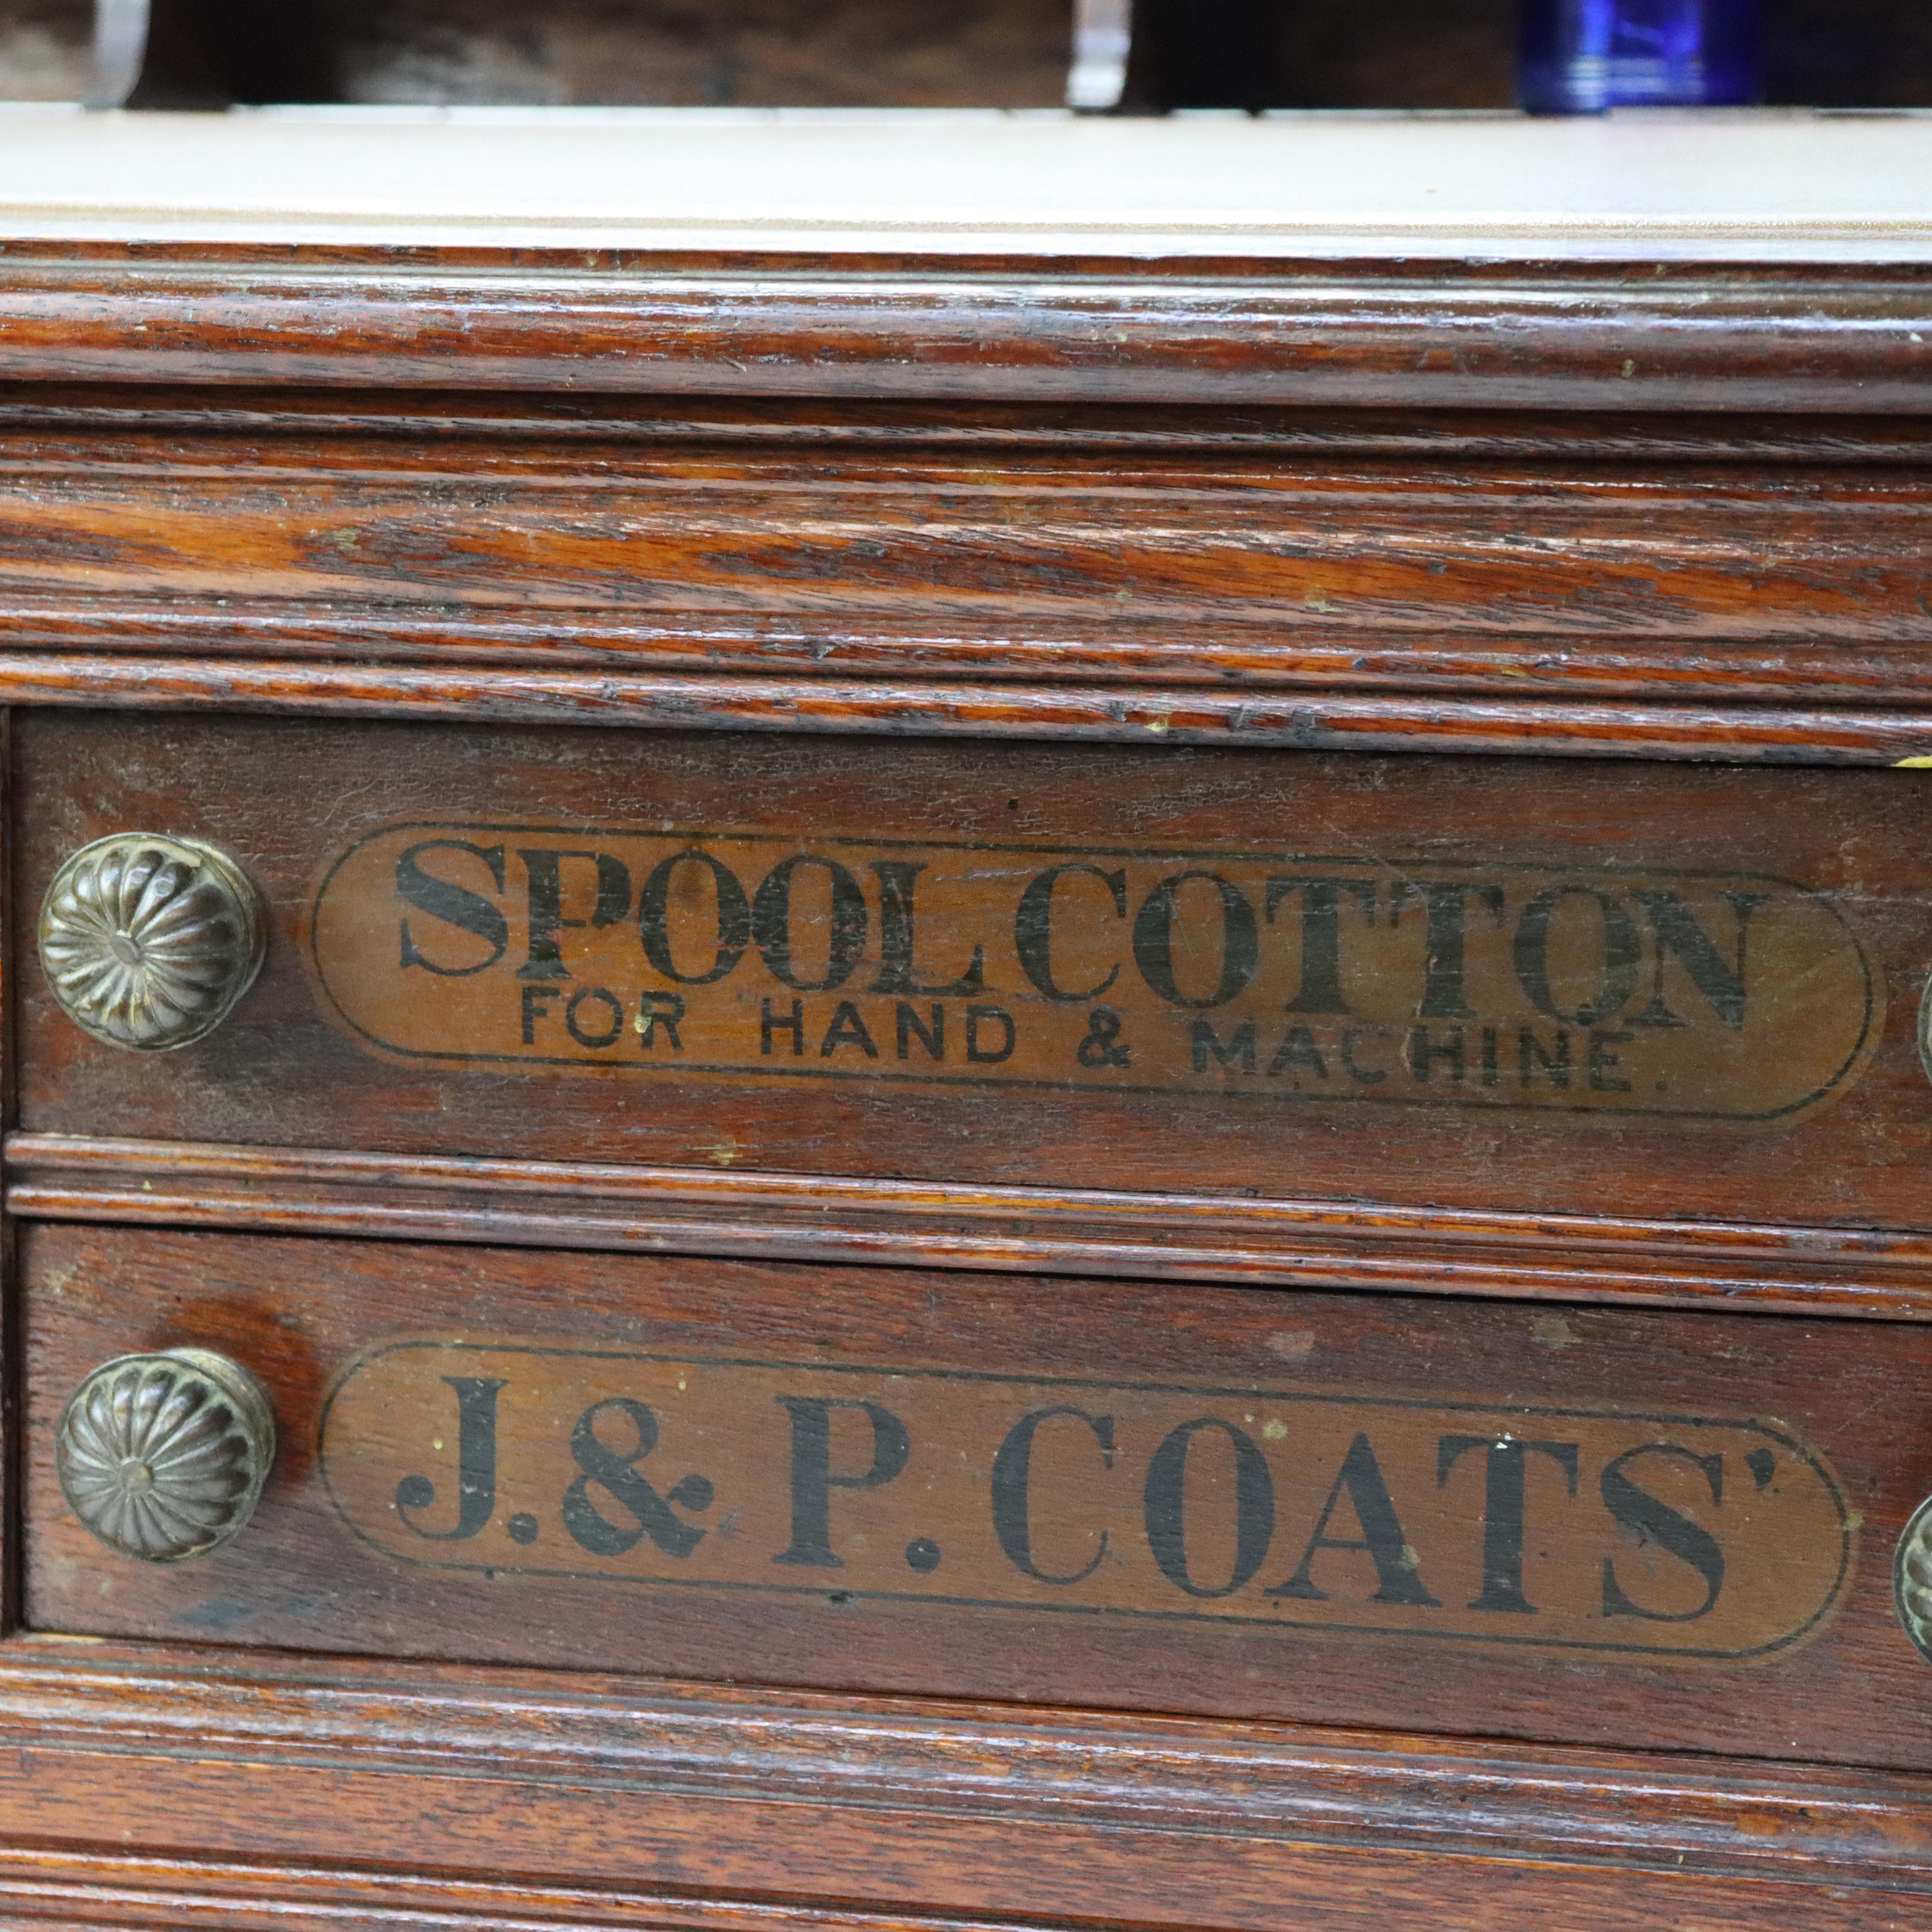 SPOOL COTTON
FOR HAND & MACHINE.
J. & P. COATS'